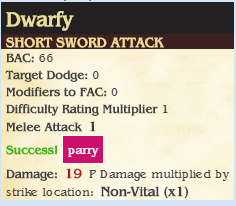 Dwarfy
SHORT SWORD ATTACK
BAC: 66
Target Dodge: 0
Modifiers to FAC: 0
Difficulty Rating Multiplier 1
Melee Attack 1
Success! parry
Damage: 19 P Damage multiplied by
strike location: Non-Vital (x1)